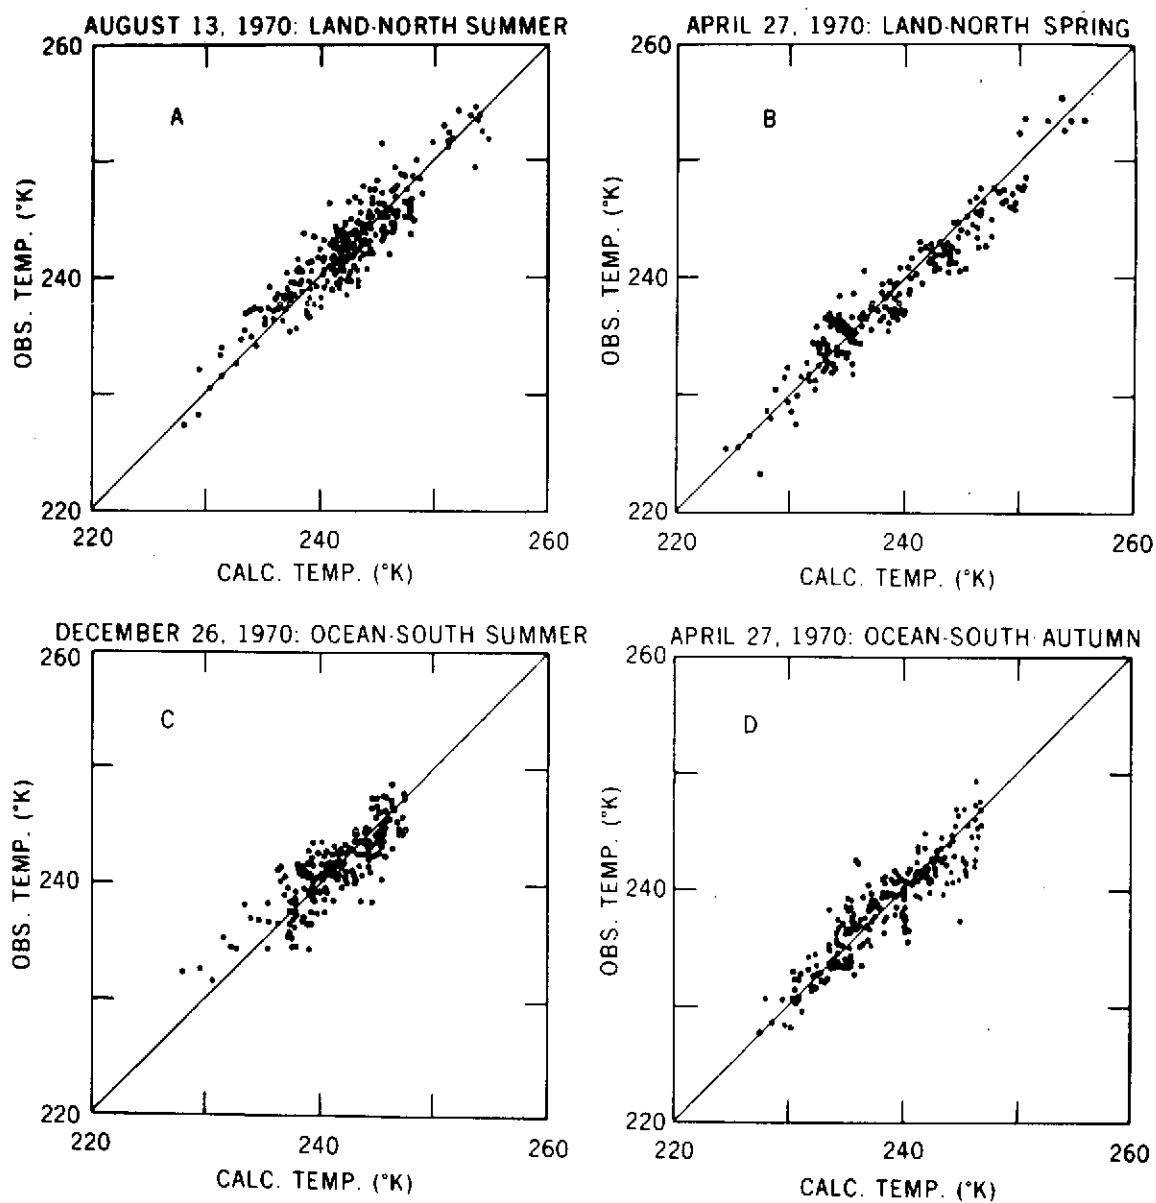 AUGUST 13, 1970: LAND-NORTH SUMMER
260
A
OBS. TEMP. (°K)
240
220
220 240 260
CALC. TEMP. (°K)
APRIL 27, 1970: LAND-NORTH SPRING
260
B
OBS. TEMP. (°K)
240
220
220 240 260
CALC. TEMP. (°K)
DECEMBER 26, 1970: OCEAN-SOUTH SUMMER
260
C
OBS. TEMP. (°K)
240
220
220 240 260
CALC. TEMP. (°K)
APRIL 27, 1970: OCEAN-SOUTH AUTUMN
260
D
OBS. TEMP. (°K)
240
220
220 240 260
CALC. TEMP. (°K)